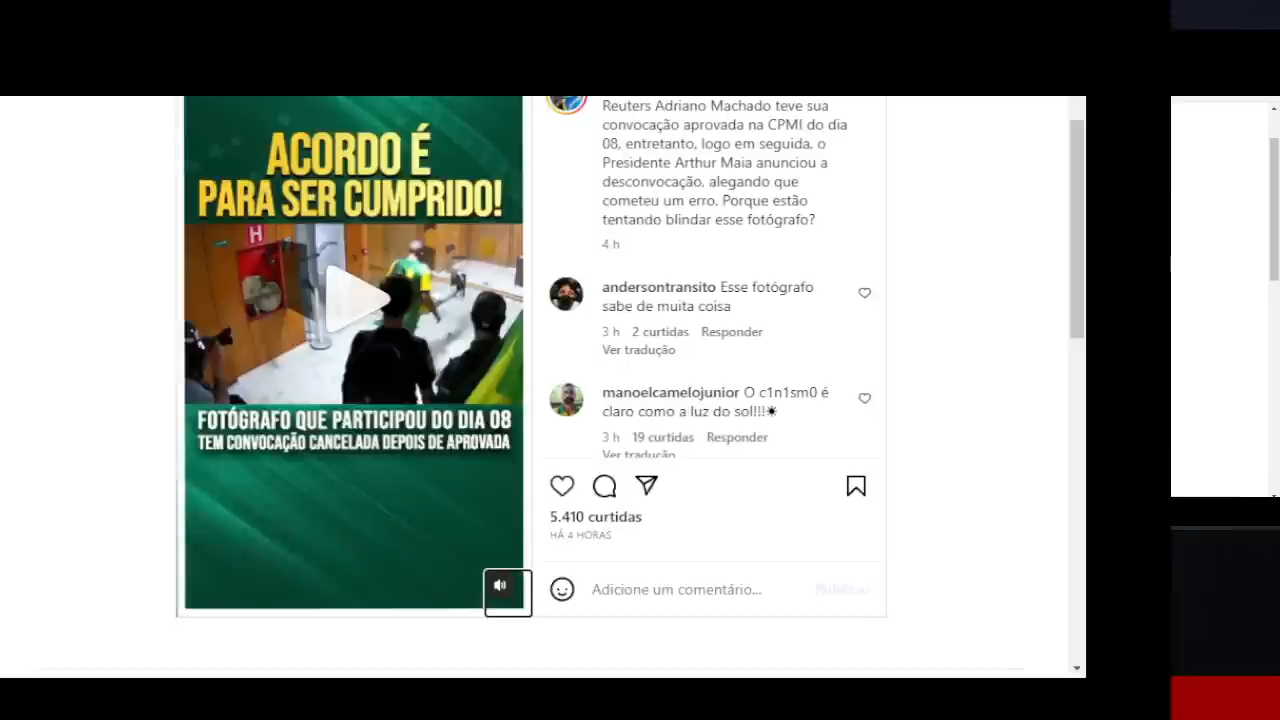 ACORDO É
PARA SER CUMPRIDO!
H
FOTÓGRAFO QUE PARTICIPOU DO DIA 08
TEM CONVOCAÇÃO CANCELADA DEPOIS DE APROVADA
Reuters Adriano Machado teve sua
convocação aprovada na CPMI do dia
08, entretanto, logo em seguida, o
Presidente Arthur Maia anunciou a
desconvocação, alegando que
cometeu um erro. Porque estão
tentando blindar esse fotógrafo?
4 h
andersontransito Esse fotógrafo
sabe de muita coisa
3 h 2 curtidas Responder
Ver tradução
manoelcamelojunior O c1n1sm0 é
claro como a luz do sol!!!☀
3 h 19 curtidas Responder
Ver tradução
5.410 curtidas
HÁ 4 HORAS
Adicione um comentário... Publicar